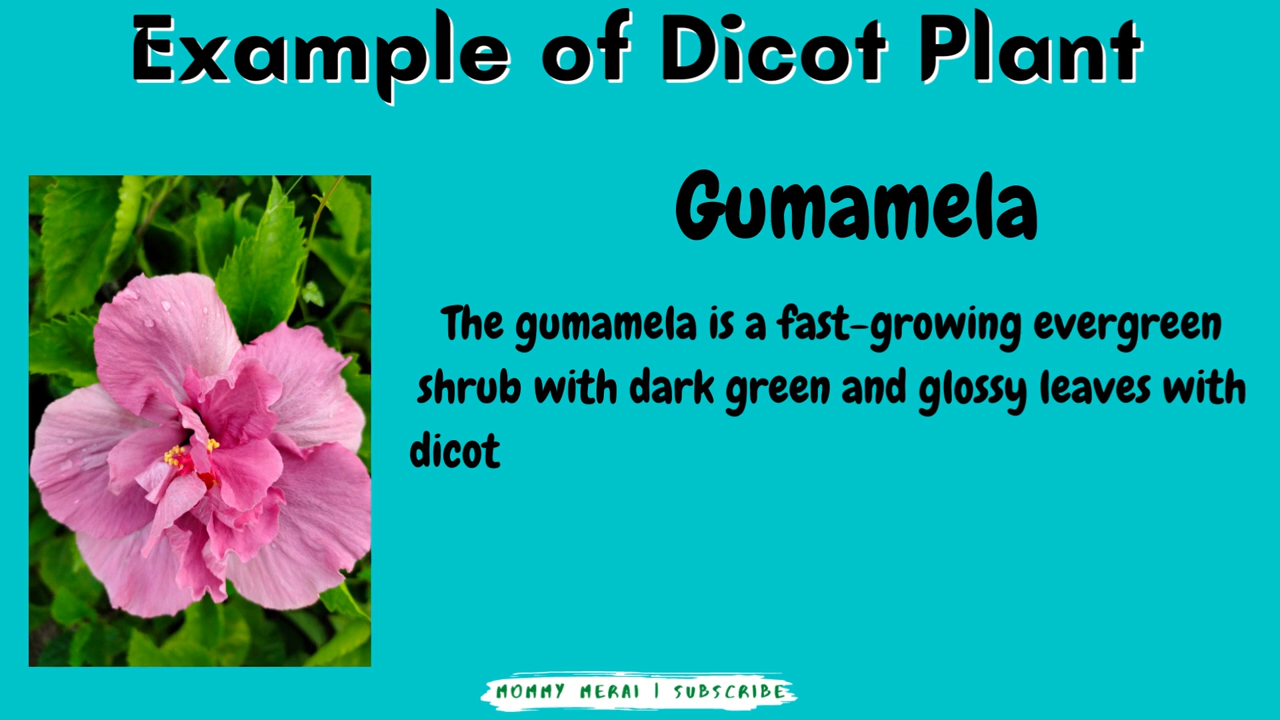 Example of Dicot Plant
Gumamela
The gumamela is a fast-growing evergreen
shrub with dark green and glossy leaves with
dicot
MOMMY MERAI | SUBSCRIBE